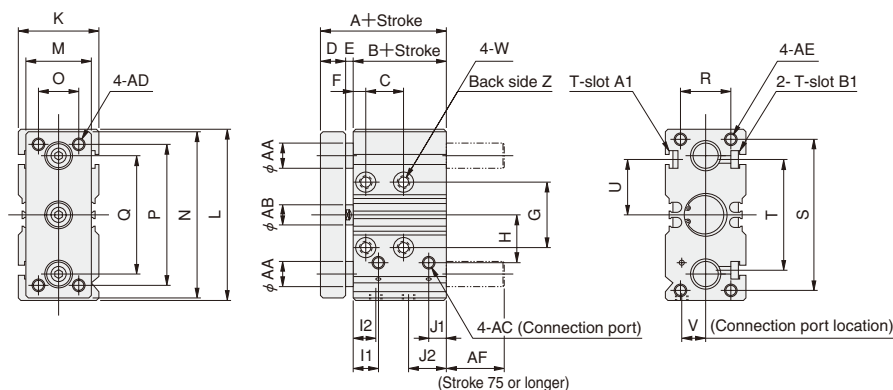 K
M
O
4-AD
Q
P
N
L
A+Stroke
D
E
B+Stroke
F
C
4-W
Back side Z
φAA
φAB
φAA
G
H
I2
I1
J1
J2
AF
4-AC (Connection port)
(Stroke 75 or longer)
T-slot A1
R
4-AE
2- T-slot B1
U
T
S
V
(Connection port location)